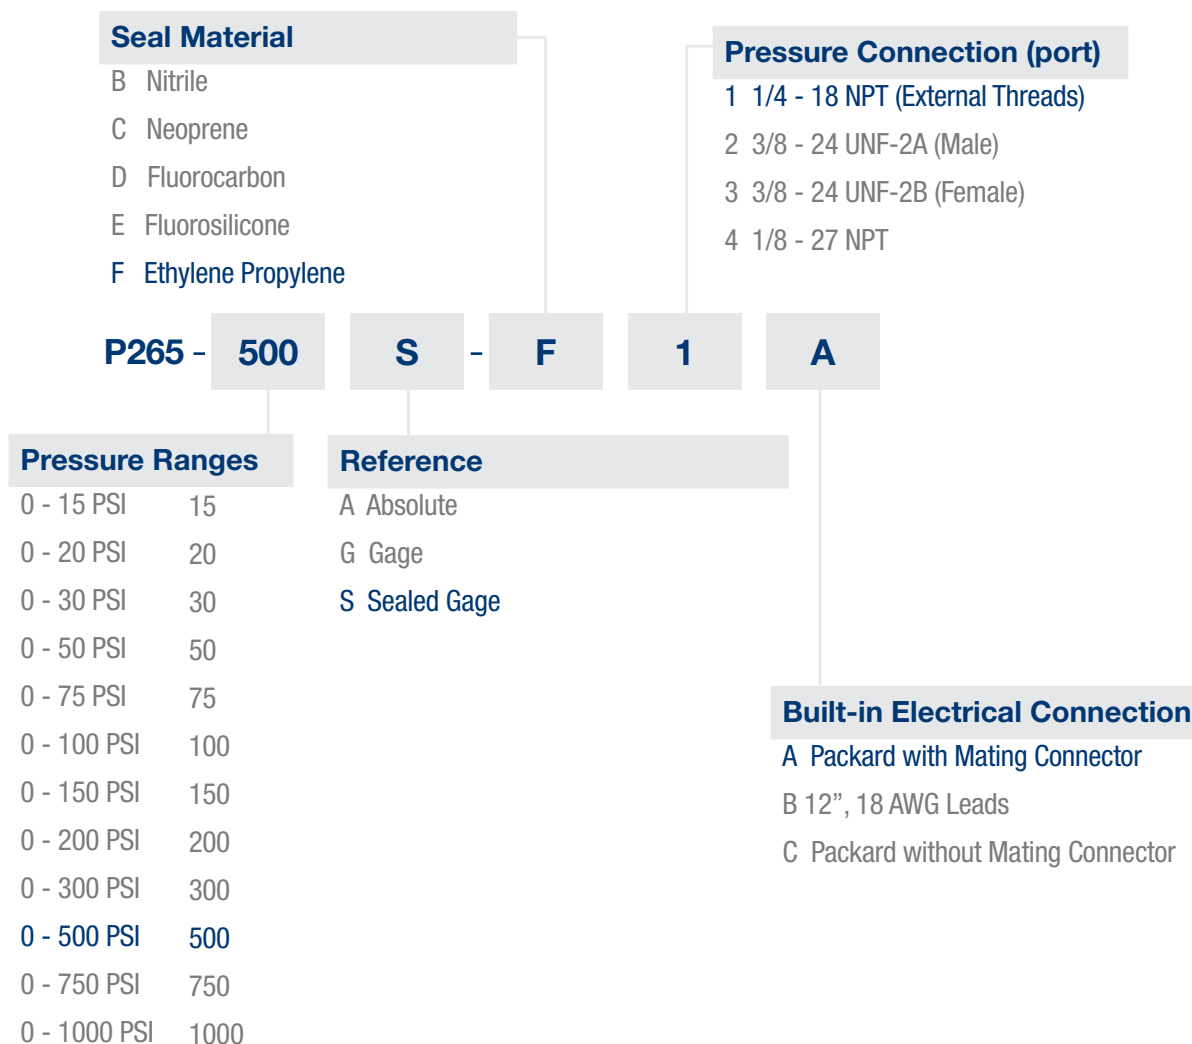 Seal Material
B Nitrile
C Neoprene
D Fluorocarbon
E Fluorosilicone
F Ethylene Propylene
Pressure Connection (port)
1 1/4 - 18 NPT (External Threads)
2 3/8 - 24 UNF-2A (Male)
3 3/8 - 24 UNF-2B (Female)
4 1/8 - 27 NPT
P265 - 500 S - F 1 A
Pressure Ranges
0 - 15 PSI 15
0 - 20 PSI 20
0 - 30 PSI 30
0 - 50 PSI 50
0 - 75 PSI 75
0 - 100 PSI 100
0 - 150 PSI 150
0 - 200 PSI 200
0 - 300 PSI 300
0 - 500 PSI 500
0 - 750 PSI 750
0 - 1000 PSI 1000
Reference
A Absolute
G Gage
S Sealed Gage
Built-in Electrical Connection
A Packard with Mating Connector
B 12”, 18 AWG Leads
C Packard without Mating Connector